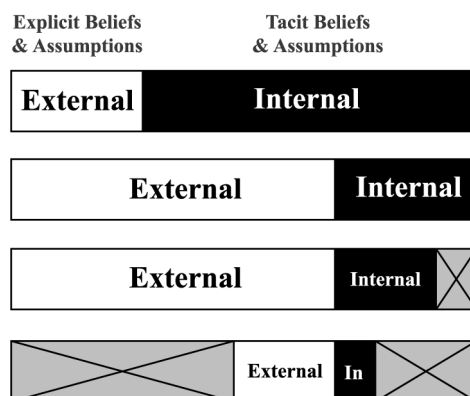 Explicit Beliefs
& Assumptions
Tacit Beliefs
& Assumptions
External Internal
External Internal
External Internal
External In